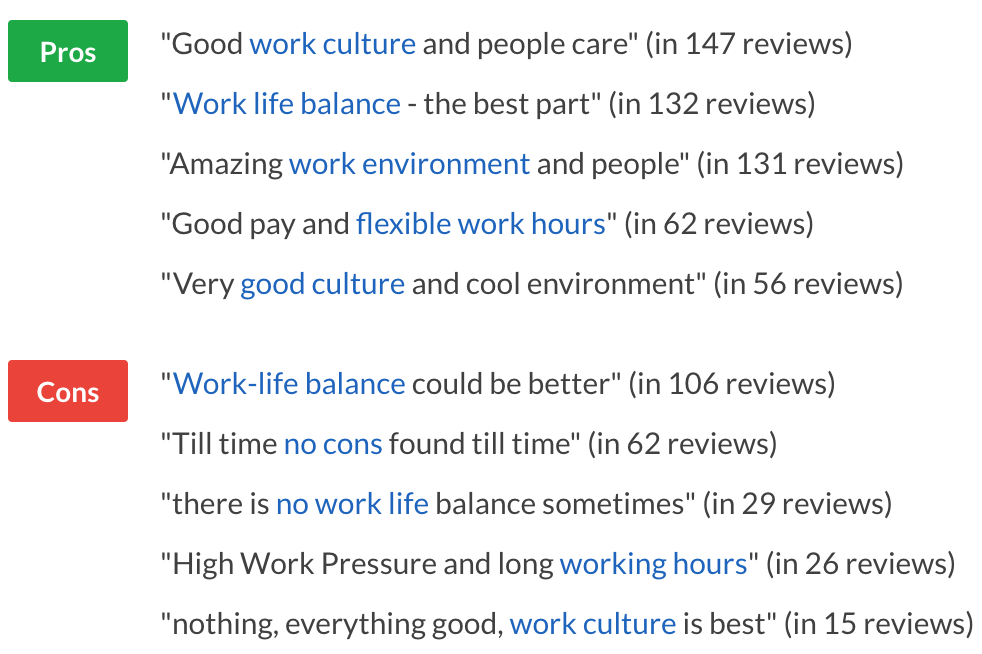 Pros
"Good work culture and people care" (in 147 reviews)
"Work life balance - the best part" (in 132 reviews)
"Amazing work environment and people" (in 131 reviews)
"Good pay and flexible work hours" (in 62 reviews)
"Very good culture and cool environment" (in 56 reviews)
Cons
"Work-life balance could be better" (in 106 reviews)
"Till time no cons found till time" (in 62 reviews)
"there is no work life balance sometimes" (in 29 reviews)
"High Work Pressure and long working hours" (in 26 reviews)
"nothing, everything good, work culture is best" (in 15 reviews)